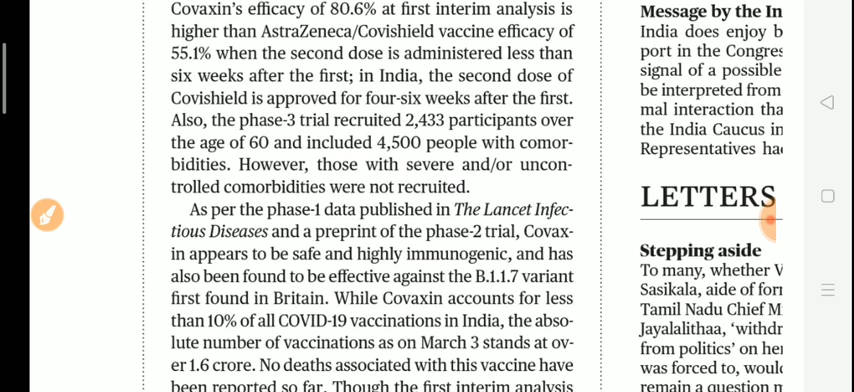 Covaxin's efficacy of 80.6% at first interim analysis is
higher than AstraZeneca/Covishield vaccine efficacy of
55.1% when the second dose is administered less than
six weeks after the first; in India, the second dose of
Covishield is approved for four-six weeks after the first.
Also, the phase-3 trial recruited 2,433 participants over
the age of 60 and included 4,500 people with comor-
bidities. However, those with severe and/or uncon-
trolled comorbidities were not recruited.
As per the phase-1 data published in The Lancet Infec-
tious Diseases and a preprint of the phase-2 trial, Covax-
in appears to be safe and highly immunogenic, and has
also been found to be effective against the B.1.1.7 variant
first found in Britain. While Covaxin accounts for less
than 10% of all COVID-19 vaccinations in India, the abso-
lute number of vaccinations as on March 3 stands at ov-
er 1.6 crore. No deaths associated with this vaccine have
been reported so far. Though the first interim analysis
Message by the In
India does enjoy b
port in the Congres
signal of a possible
be interpreted from
mal interaction tha
the India Caucus in
Representatives ha
LETTERS
Stepping aside
To many, whether V
Sasikala, aide of for
Tamil Nadu Chief M
Jayalalithaa, 'withdr
from politics' on her
was forced to, would
remain a question m